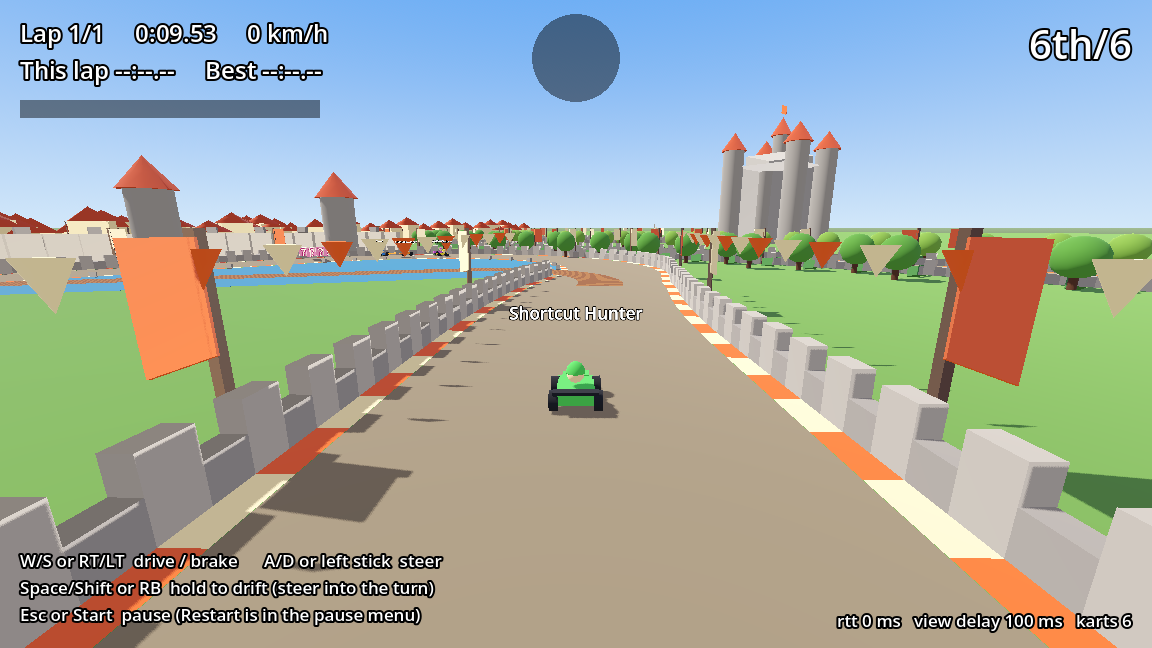 Lap 1/1 0:09.53 0 km/h
6th/6
This lap --:--.-- Best --:--.--
Shortcut Hunter
W/S or RT/LT drive / brake A/D or left stick steer
Space/Shift or RB hold to drift (steer into the turn)
Esc or Start pause (Restart is in the pause menu)
rtt 0 ms view delay 100 ms karts 6